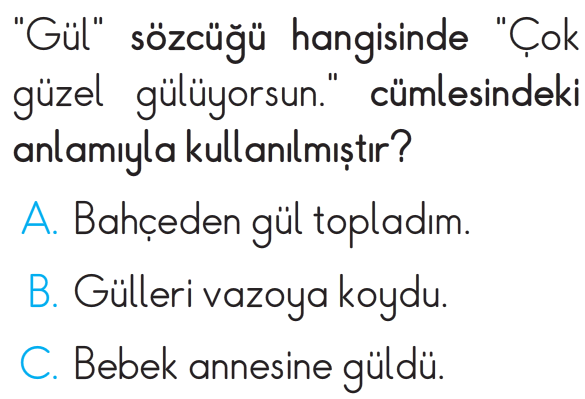 "Gül" sözcüğü hangisinde "Çok
güzel gülüyorsun." cümlesindeki
anlamıyla kullanılmıştır?
A. Bahçeden gül topladım.
B. Gülleri vazoya koydu.
C. Bebek annesine güldü.